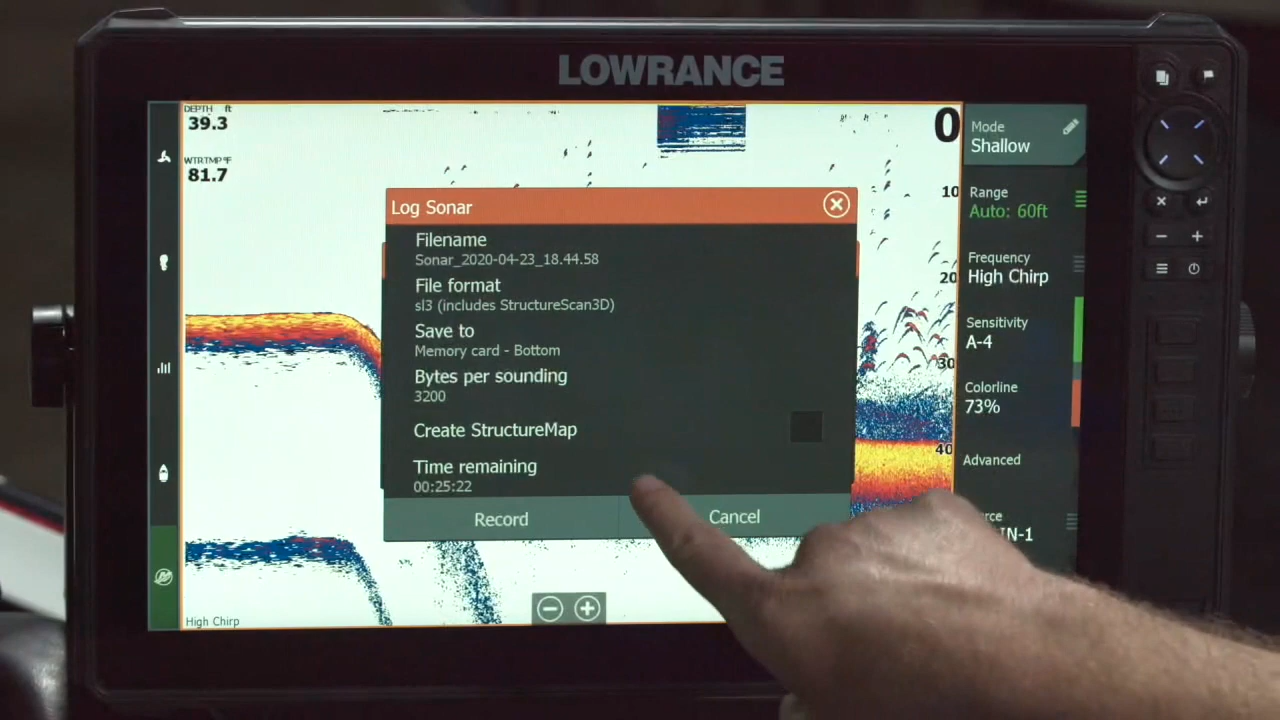 LOWRANCE
DEPTH ft
39.3
WTRTMP °F
81.7
0
10
20
30
40
Log Sonar
Filename
Sonar_2020-04-23_18.44.58
File format
sl3 (includes StructureScan3D)
Save to
Memory card - Bottom
Bytes per sounding
3200
Create StructureMap
Time remaining
00:25:22
Record
Cancel
High Chirp
Mode
Shallow
Range
Auto: 60ft
Frequency
High Chirp
Sensitivity
A-4
Colorline
73%
Advanced